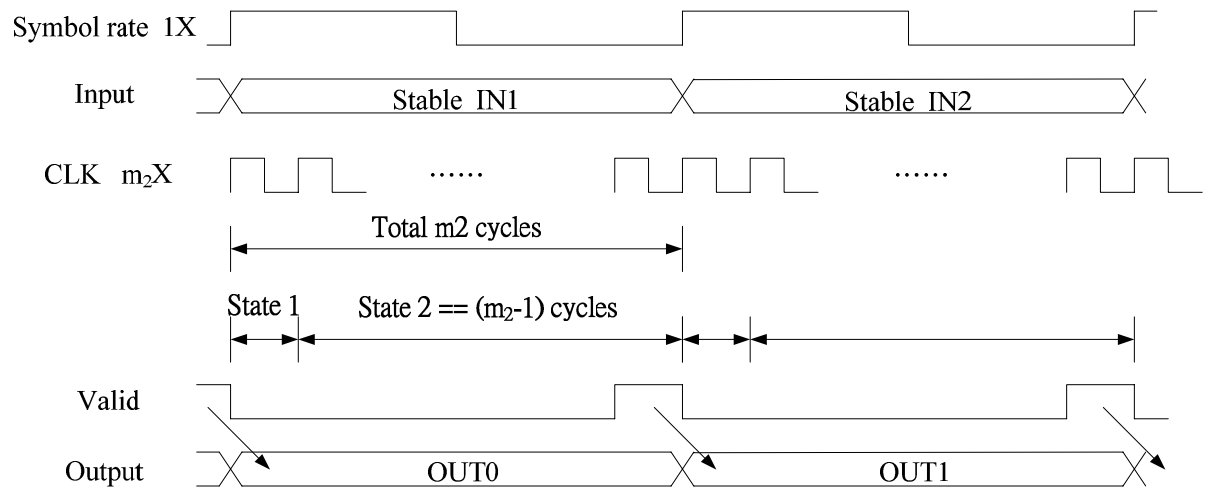 Symbol rate 1X
Input
Stable IN1
Stable IN2
CLK m₂X
......
......
Total m2 cycles
State 1
State 2 == (m₂-1) cycles
Valid
Output
OUT0
OUT1